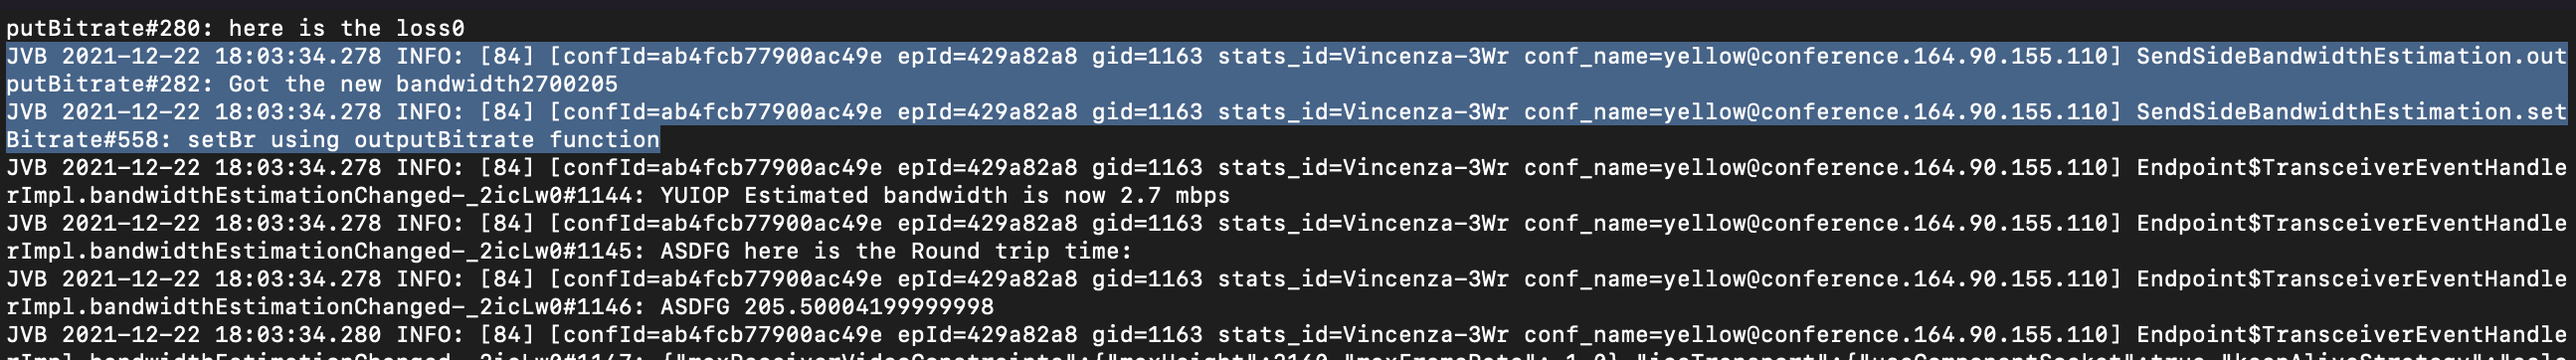 putBitrate#280: here is the loss0
JVB 2021-12-22 18:03:34.278 INFO: [84] [confId=ab4fcb77900ac49e epId=429a82a8 gid=1163 stats_id=Vincenza-3Wr conf_name=yellow@conference.164.90.155.110] SendSideBandwidthEstimation.out
putBitrate#282: Got the new bandwidth2700205
JVB 2021-12-22 18:03:34.278 INFO: [84] [confId=ab4fcb77900ac49e epId=429a82a8 gid=1163 stats_id=Vincenza-3Wr conf_name=yellow@conference.164.90.155.110] SendSideBandwidthEstimation.set
Bitrate#558: setBr using outputBitrate function
JVB 2021-12-22 18:03:34.278 INFO: [84] [confId=ab4fcb77900ac49e epId=429a82a8 gid=1163 stats_id=Vincenza-3Wr conf_name=yellow@conference.164.90.155.110] Endpoint$TransceiverEventHandle
rImpl.bandwidthEstimationChanged-_2icLw0#1144: YUIOP Estimated bandwidth is now 2.7 mbps
JVB 2021-12-22 18:03:34.278 INFO: [84] [confId=ab4fcb77900ac49e epId=429a82a8 gid=1163 stats_id=Vincenza-3Wr conf_name=yellow@conference.164.90.155.110] Endpoint$TransceiverEventHandle
rImpl.bandwidthEstimationChanged-_2icLw0#1145: ASDFG here is the Round trip time:
JVB 2021-12-22 18:03:34.278 INFO: [84] [confId=ab4fcb77900ac49e epId=429a82a8 gid=1163 stats_id=Vincenza-3Wr conf_name=yellow@conference.164.90.155.110] Endpoint$TransceiverEventHandle
rImpl.bandwidthEstimationChanged-_2icLw0#1146: ASDFG 205.50004199999998
JVB 2021-12-22 18:03:34.280 INFO: [84] [confId=ab4fcb77900ac49e epId=429a82a8 gid=1163 stats_id=Vincenza-3Wr conf_name=yellow@conference.164.90.155.110] Endpoint$TransceiverEventHandle